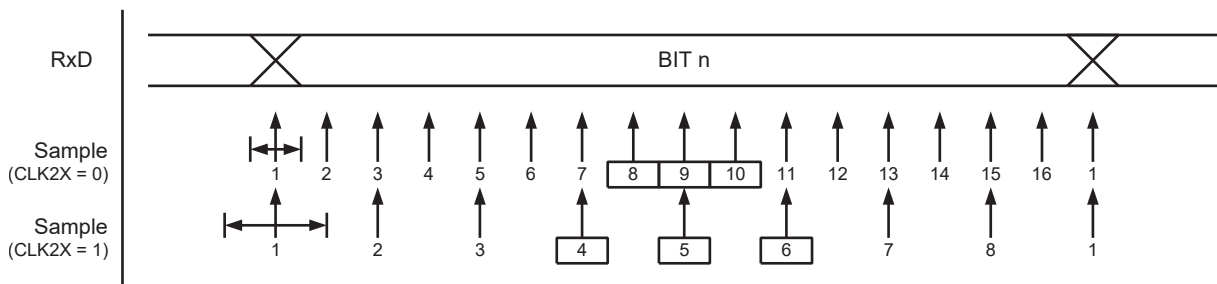 RxD BIT n
Sample
(CLK2X = 0)
1 2 3 4 5 6 7 8 9 10 11 12 13 14 15 16 1
Sample
(CLK2X = 1)
1 2 3 4 5 6 7 8 1